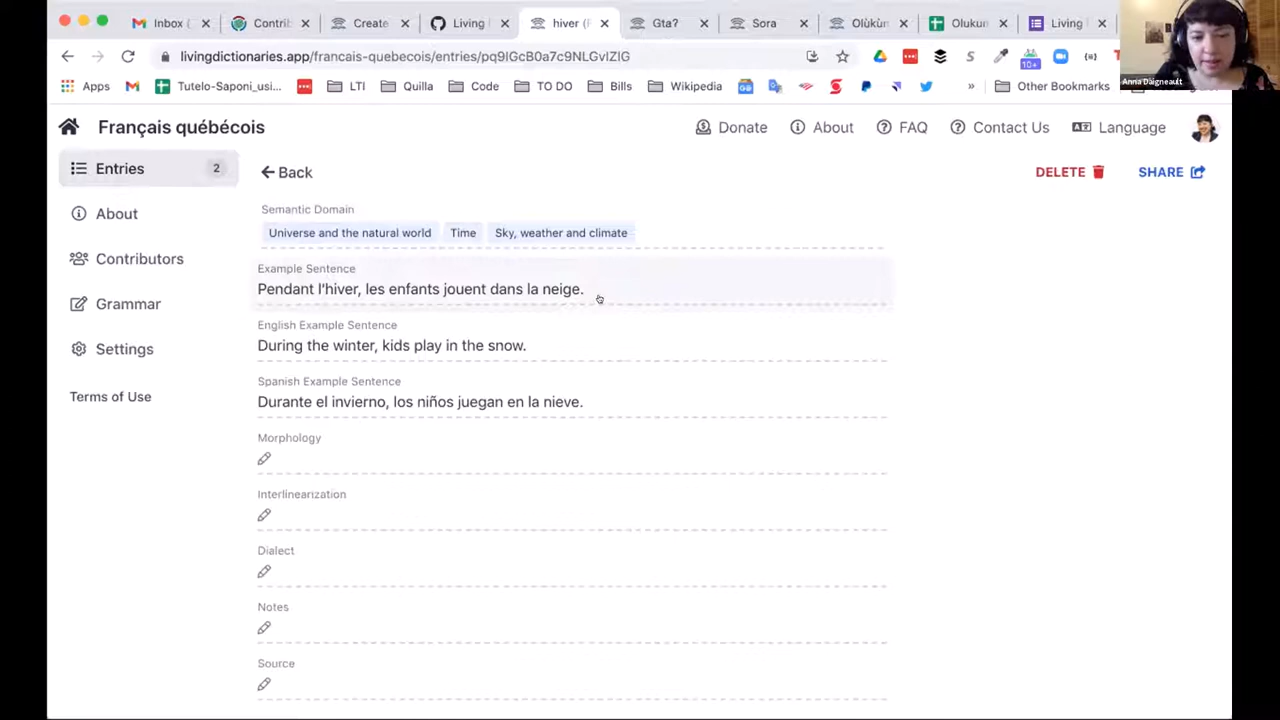 Inbox (
Contrib
Create
Living
hiver (F
Gta?
Sora
Olùkùn
Olukun
Living
livingdictionaries.app/francais-quebecois/entries/pq9lGcB0a7c9NLGvlZlG
10+
Anna Daigneault
Apps
Tutelo-Saponi_usi...
LTI
Quilla
Code
TO DO
Bills
Wikipedia
»
Other Bookmarks
Français québécois
Donate
About
FAQ
Contact Us
Language
Entries
2
Back
DELETE
SHARE
About
Contributors
Grammar
Settings
Terms of Use
Semantic Domain
Universe and the natural world
Time
Sky, weather and climate
Example Sentence
Pendant l'hiver, les enfants jouent dans la neige.
English Example Sentence
During the winter, kids play in the snow.
Spanish Example Sentence
Durante el invierno, los niños juegan en la nieve.
Morphology
Interlinearization
Dialect
Notes
Source